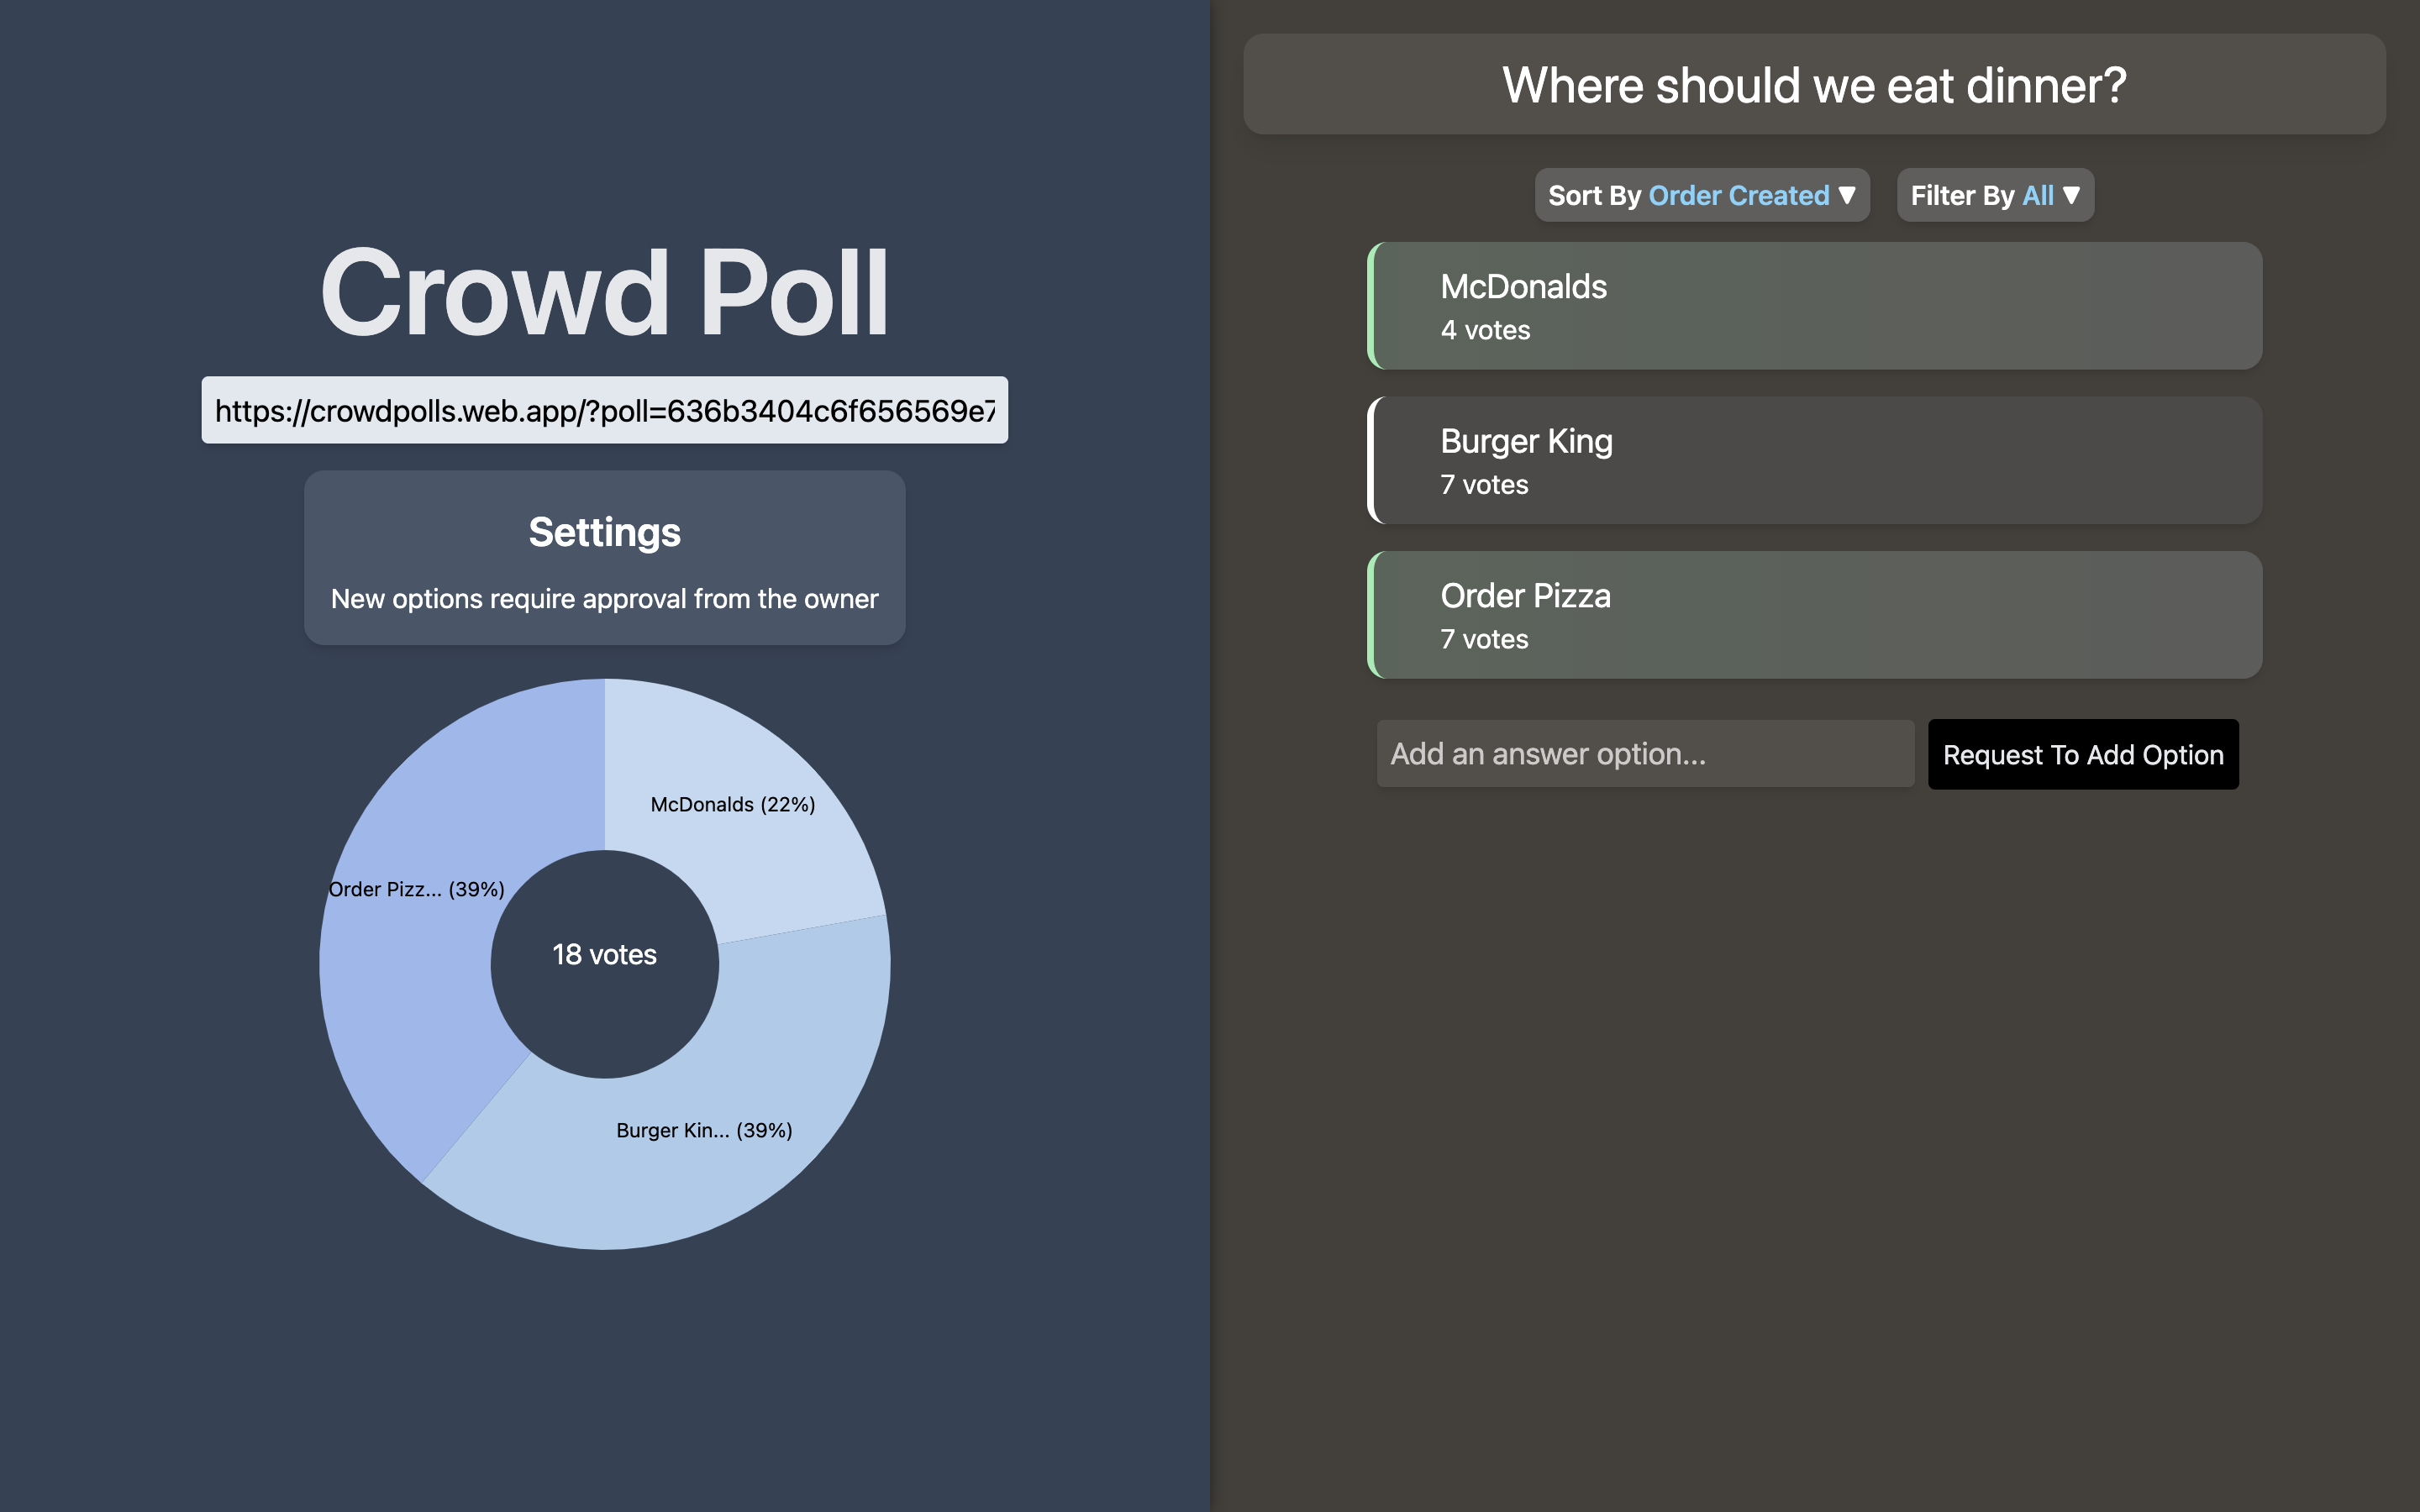 Crowd Poll
https://crowdpolls.web.app/?poll=636b3404c6f656569e
Settings
New options require approval from the owner
McDonalds (22%)
Order Pizz... (39%)
18 votes
Burger Kin... (39%)
Where should we eat dinner?
Sort By Order Created ▼
Filter By All ▼
McDonalds
4 votes
Burger King
7 votes
Order Pizza
7 votes
Add an answer option...
Request To Add Option